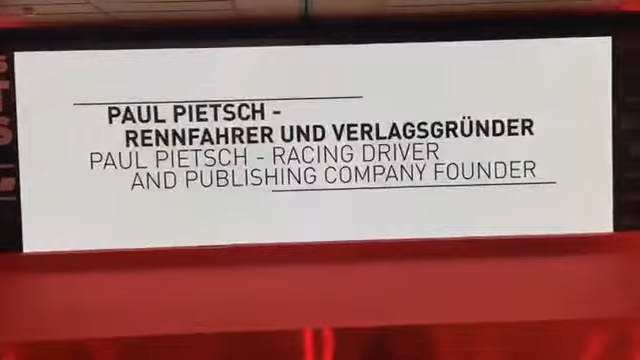 PAUL PIETSCH -
RENNFAHRER UND VERLAGSGRÜNDER
PAUL PIETSCH - RACING DRIVER
AND PUBLISHING COMPANY FOUNDER